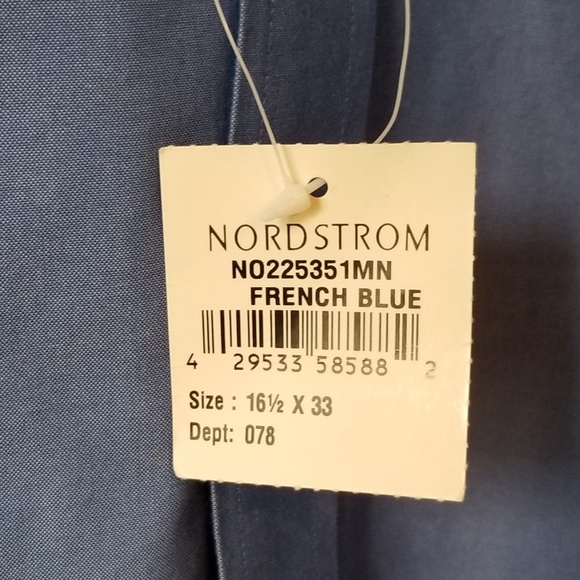 NORDSTROM
NO225351MN
FRENCH BLUE
4 29533 58588 2
Size : 16½ X 33
Dept: 078